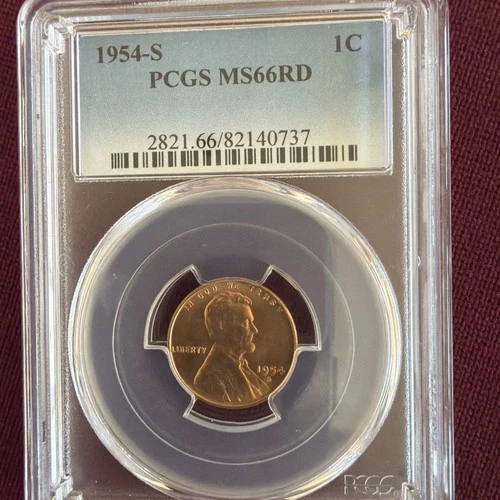 1954-S 1C
PCGS MS66RD
2821.66/82140737
IN GOD WE TRUST
LIBERTY
1954
S
PCGS